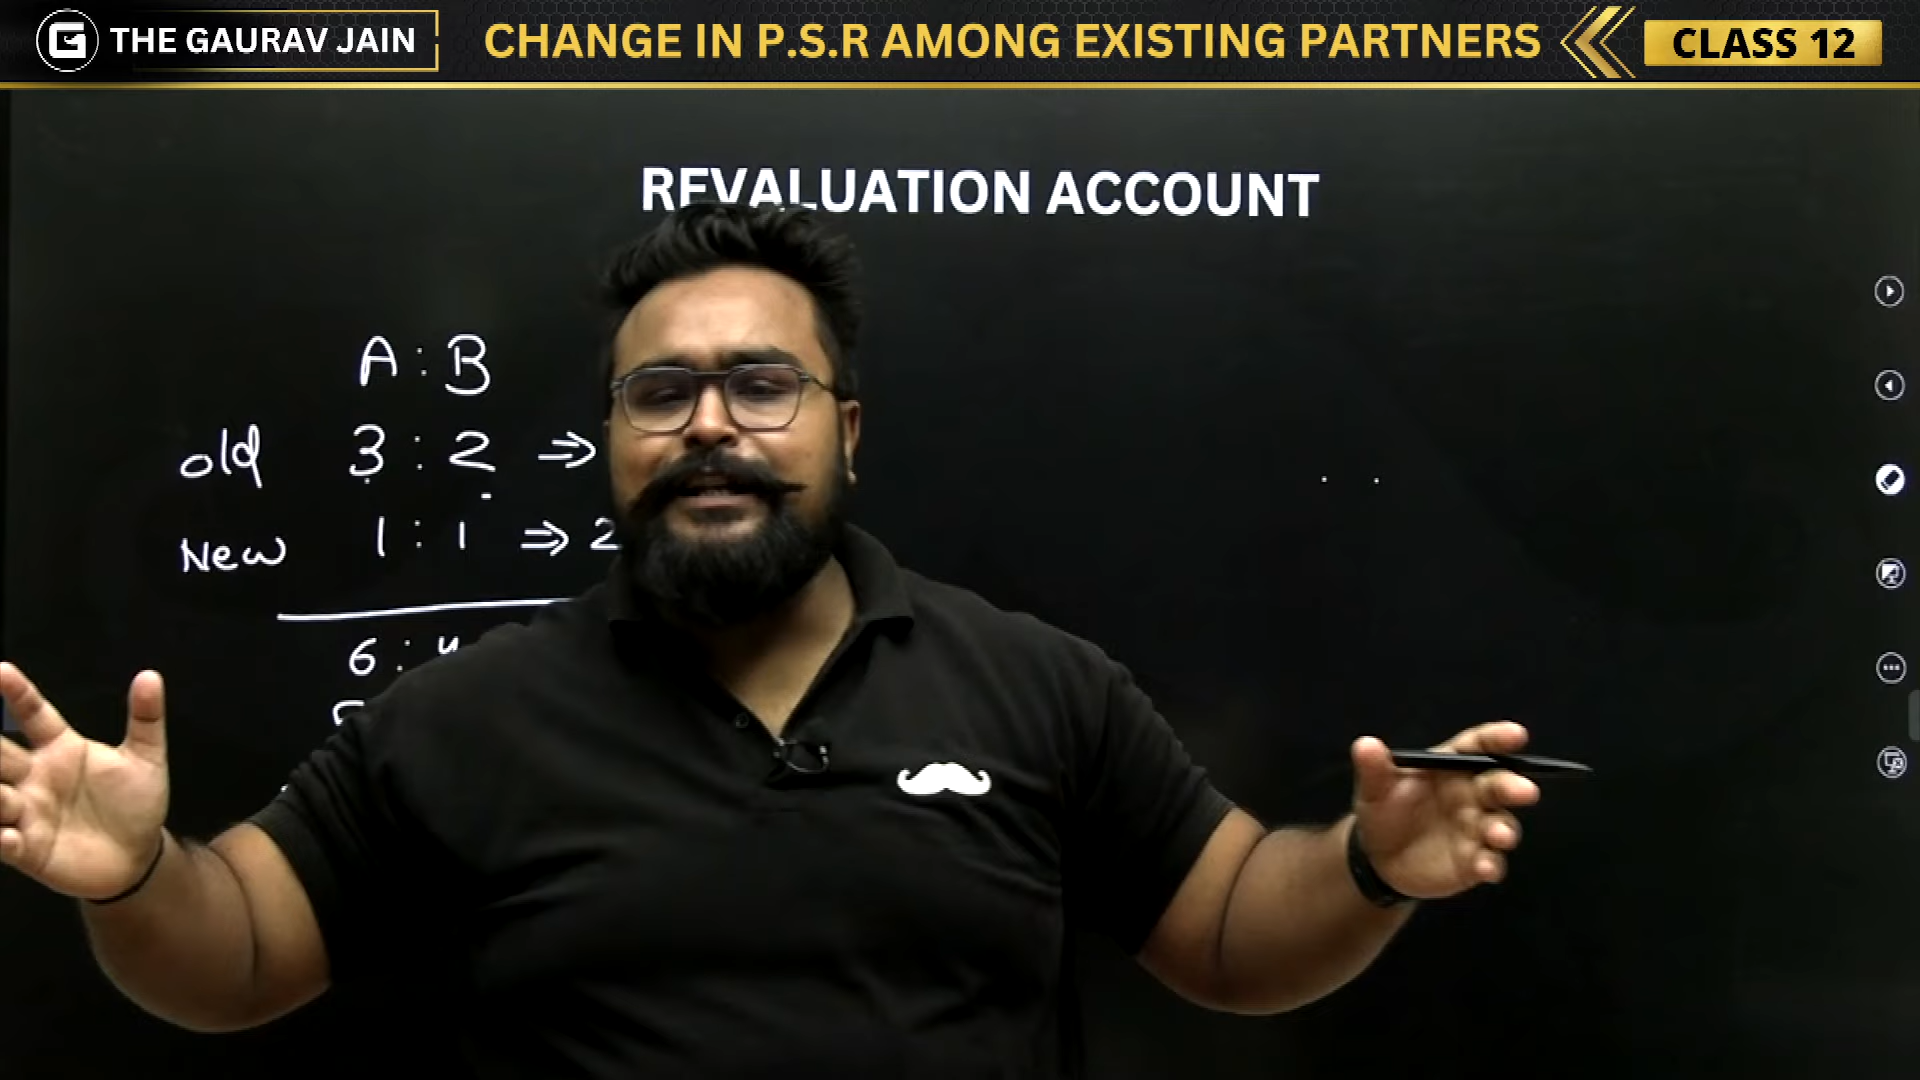 G THE GAURAV JAIN
CHANGE IN P.S.R AMONG EXISTING PARTNERS
CLASS 12
REVALUATION ACCOUNT
A : B
old 3 : 2 ⇒
New 1 : 1 ⇒ 2
6 : 4